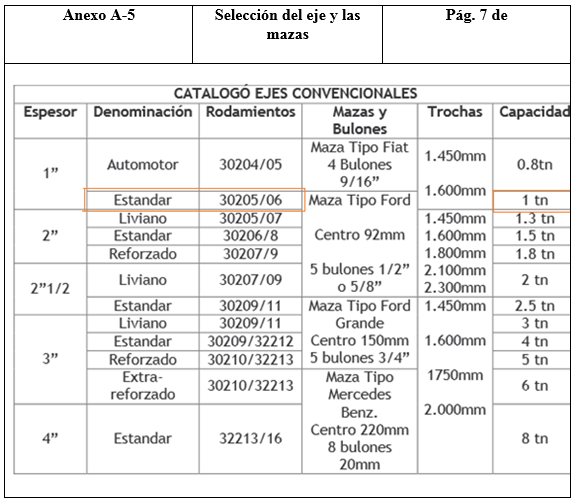 Anexo A-5 Selección del eje y las mazas Pág. 7 de
CATALOGÓ EJES CONVENCIONALES
Espesor Denominación Rodamientos Mazas y Bulones Trochas Capacidad
1” Automotor 30204/05 Maza Tipo Fiat 4 Bulones 9/16” 1.450mm 0.8tn
Estandar 30205/06 Maza Tipo Ford 1.600mm 1 tn
2” Liviano 30205/07 1.450mm 1.3 tn
Estandar 30206/8 Centro 92mm 1.600mm 1.5 tn
Reforzado 30207/9 1.800mm 1.8 tn
2”1/2 Liviano 30207/09 5 bulones 1/2” o 5/8” 2.100mm 2.300mm 2 tn
Estandar 30209/11 Maza Tipo Ford 1.450mm 2.5 tn
3” Liviano 30209/11 Grande 3 tn
Estandar 30209/32212 Centro 150mm 1.600mm 4 tn
Reforzado 30210/32213 5 bulones 3/4” 5 tn
Extra-reforzado 30210/32213 Maza Tipo Mercedes 1750mm 6 tn
4” Estandar 32213/16 Benz. Centro 220mm 8 bulones 20mm 2.000mm 8 tn